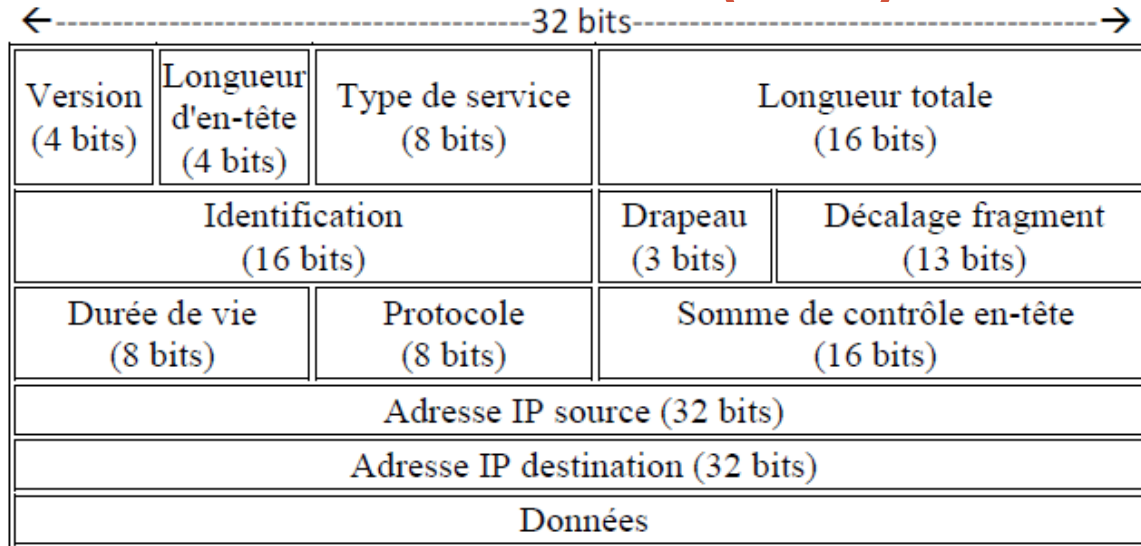 32 bits
Version
(4 bits)
Longueur
d'en-tête
(4 bits)
Type de service
(8 bits)
Longueur totale
(16 bits)
Identification
(16 bits)
Drapeau
(3 bits)
Décalage fragment
(13 bits)
Durée de vie
(8 bits)
Protocole
(8 bits)
Somme de contrôle en-tête
(16 bits)
Adresse IP source (32 bits)
Adresse IP destination (32 bits)
Données